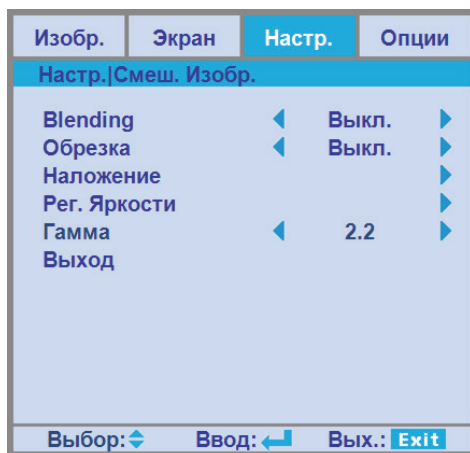 Изобр. Экран Настр. Опции
Настр.|Смеш. Изобр.
Blending Выкл.
Обрезка Выкл.
Наложение
Рег. Яркости
Гамма 2.2
Выход
Выбор: Ввод: Вых.: Exit